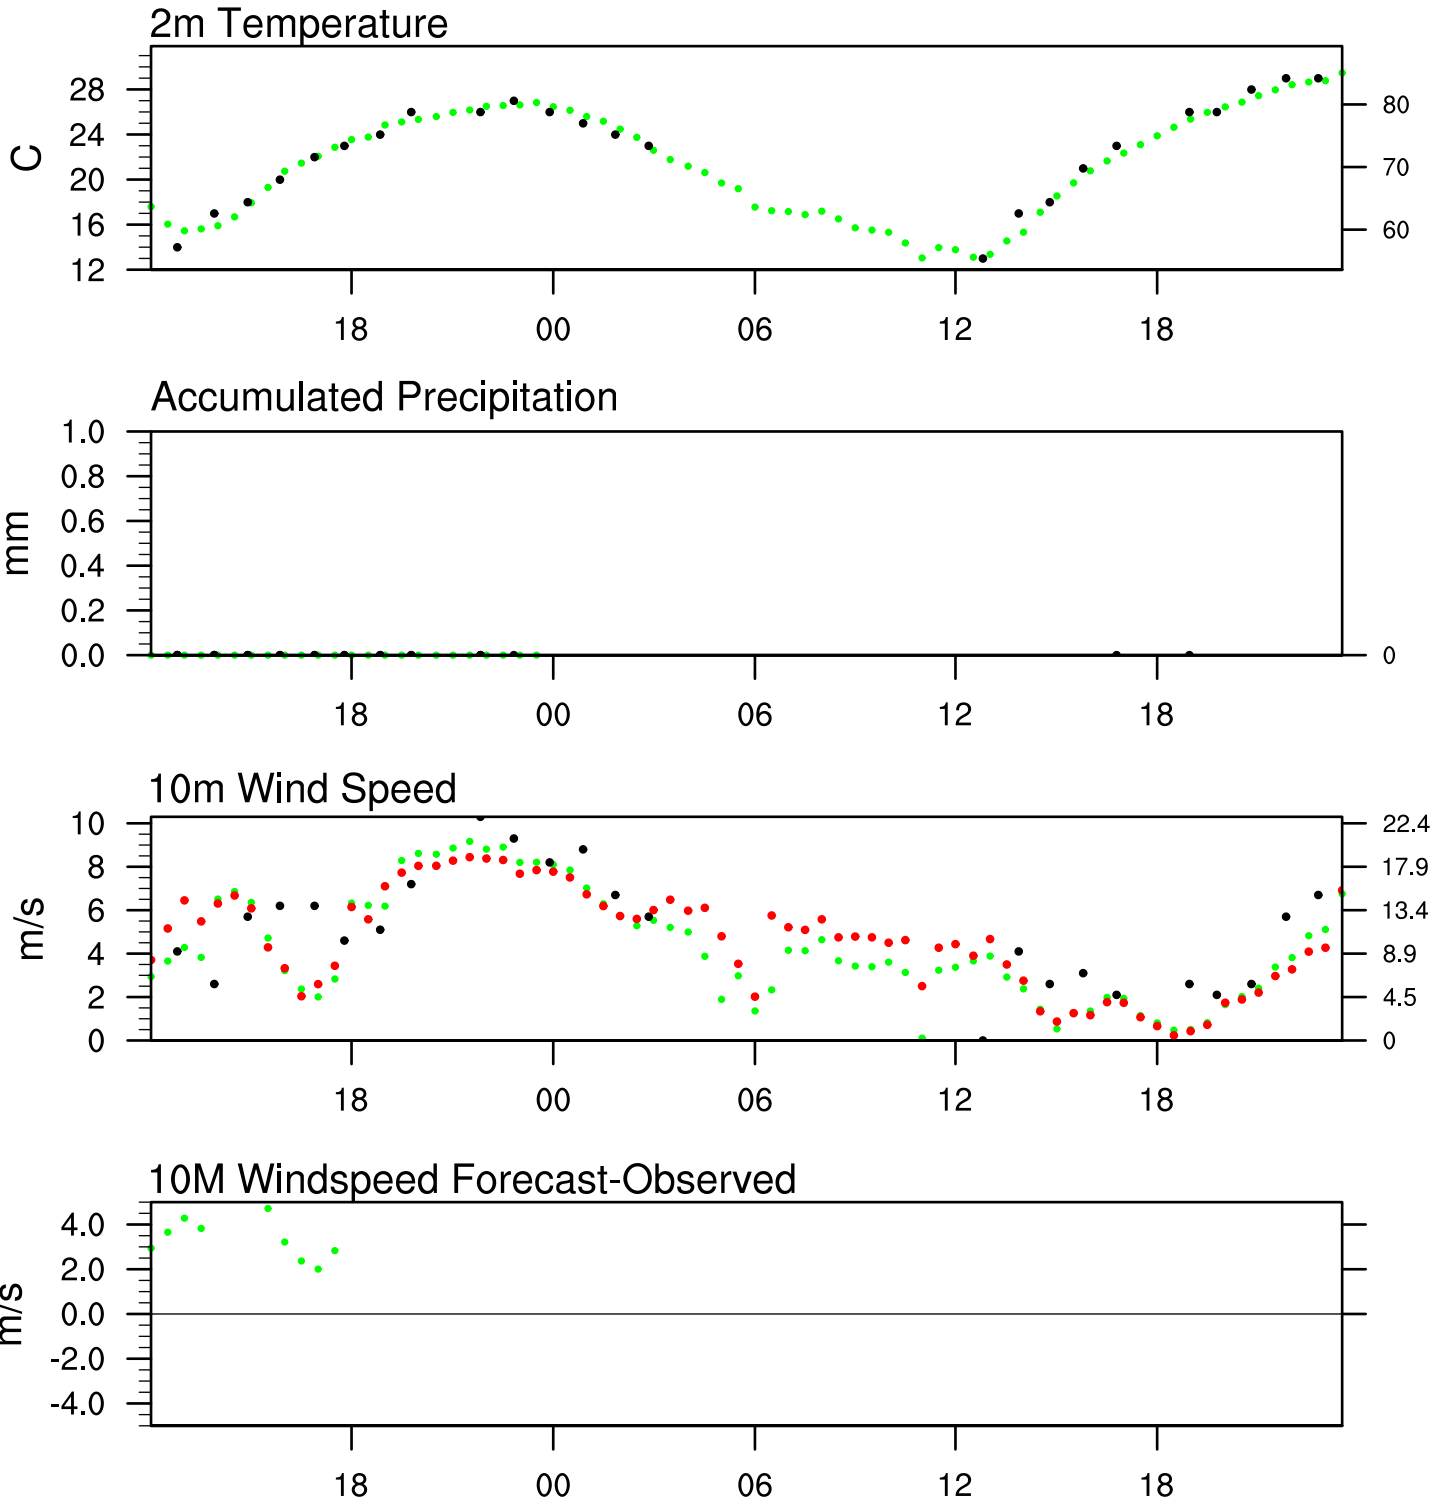 2m Temperature
C
28
24
20
16
12
80
70
60
18 00 06 12 18
Accumulated Precipitation
mm
1.0
0.8
0.6
0.4
0.2
0.0
0
18 00 06 12 18
10m Wind Speed
m/s
10
8
6
4
2
0
22.4
17.9
13.4
8.9
4.5
0
18 00 06 12 18
10M Windspeed Forecast-Observed
m/s
4.0
2.0
0.0
-2.0
-4.0
18 00 06 12 18